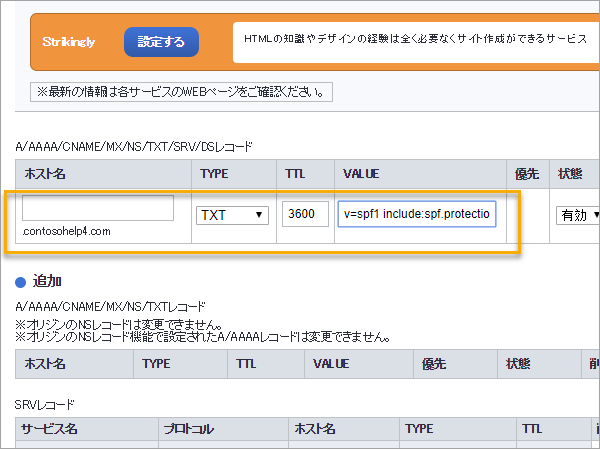 Strikingly 設定する HTMLの知識やデザインの経験は全く必要なくサイト作成ができるサービス
※最新の情報は各サービスのWEBページをご確認ください。
A/AAAA/CNAME/MX/NS/TXT/SRV/DSレコード
ホスト名 TYPE TTL VALUE 優先 状態
TXT 3600 v=spf1 include:spf.protectio 有効
.contosohelp4.com
追加
A/AAAA/CNAME/MX/NS/TXTレコード
※オリジンのNSレコードは変更できません。
※オリジンのNSレコード機能で設定されたA/AAAAレコードは変更できません。
ホスト名 TYPE TTL VALUE 優先 状態 削
SRVレコード
サービス名 プロトコル ホスト名 TYPE TTL